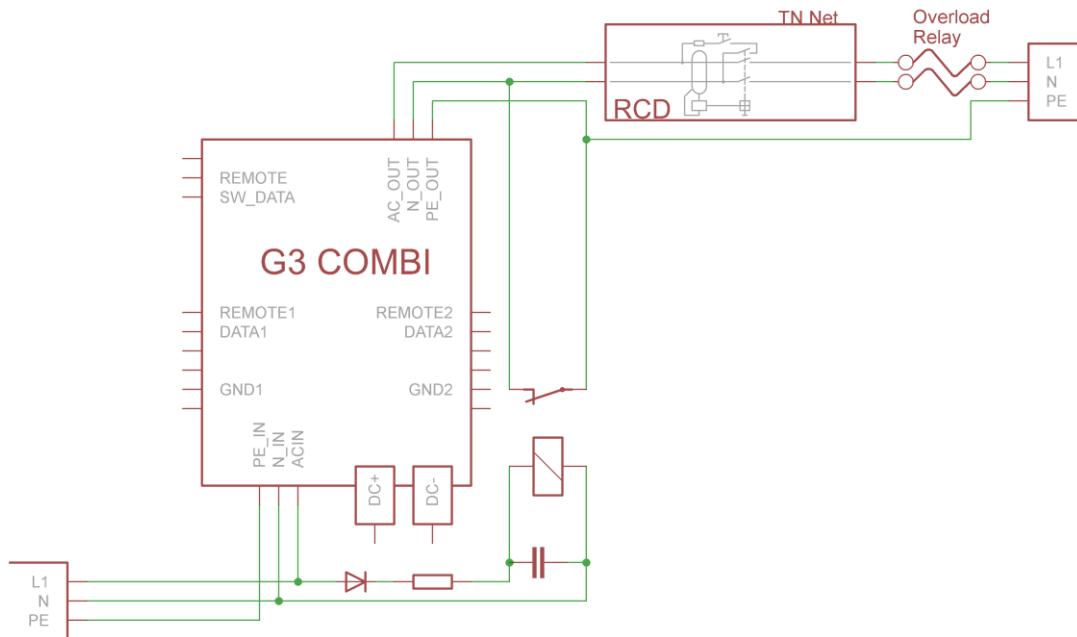 TN Net
Overload
Relay
RCD
L1
N
PE
AC_OUT
N_OUT
PE_OUT
REMOTE
SW_DATA
G3 COMBI
REMOTE1
DATA1
REMOTE2
DATA2
GND1
GND2
PE_IN
N_IN
ACIN
DC+
DC-
L1
N
PE